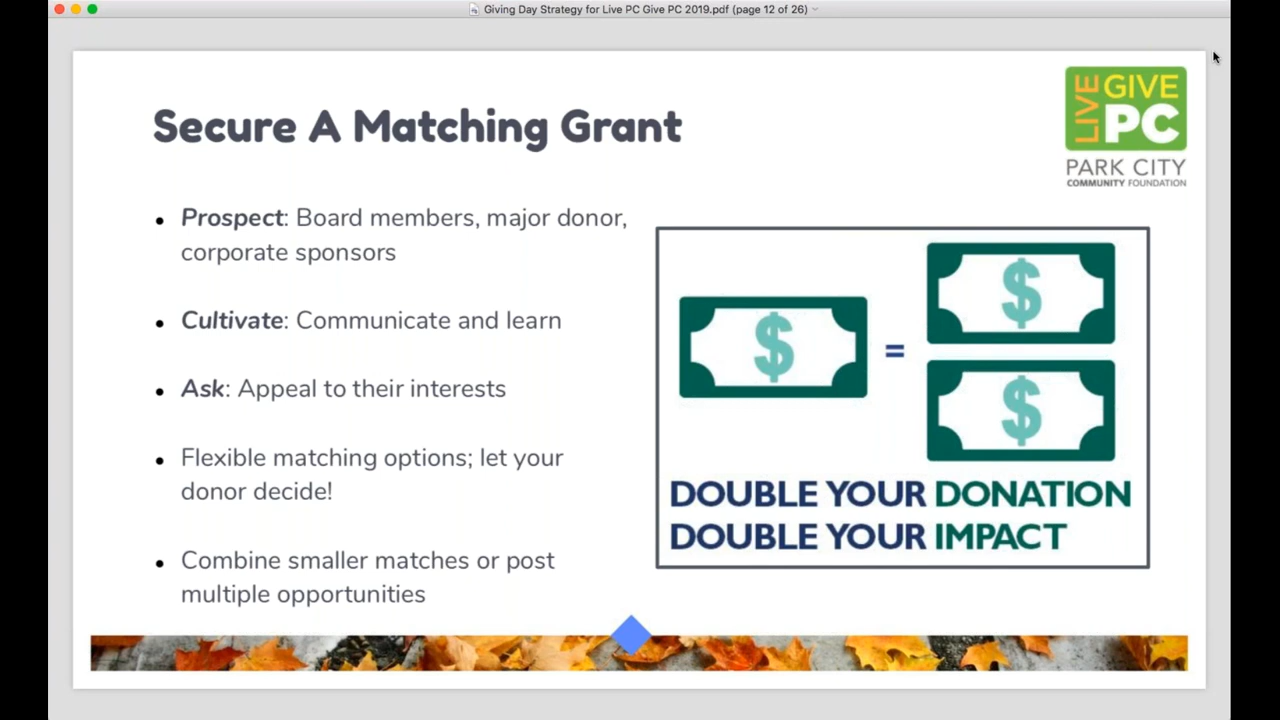 Giving Day Strategy for Live PC Give PC 2019.pdf (page 12 of 26)
LIVE
GIVE
PC
PARK CITY
COMMUNITY FOUNDATION
Secure A Matching Grant
• Prospect: Board members, major donor,
corporate sponsors
• Cultivate: Communicate and learn
• Ask: Appeal to their interests
• Flexible matching options; let your
donor decide!
• Combine smaller matches or post
multiple opportunities
$
=
$
$
DOUBLE YOUR DONATION
DOUBLE YOUR IMPACT